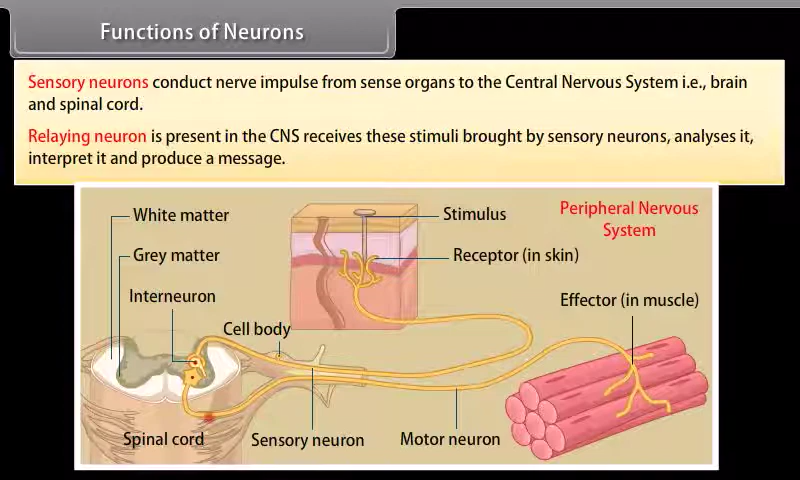 Functions of Neurons
Sensory neurons conduct nerve impulse from sense organs to the Central Nervous System i.e., brain
and spinal cord.
Relaying neuron is present in the CNS receives these stimuli brought by sensory neurons, analyses it,
interpret it and produce a message.
White matter
Stimulus
Peripheral Nervous
System
Grey matter
Receptor (in skin)
Interneuron
Effector (in muscle)
Cell body
Spinal cord
Sensory neuron
Motor neuron